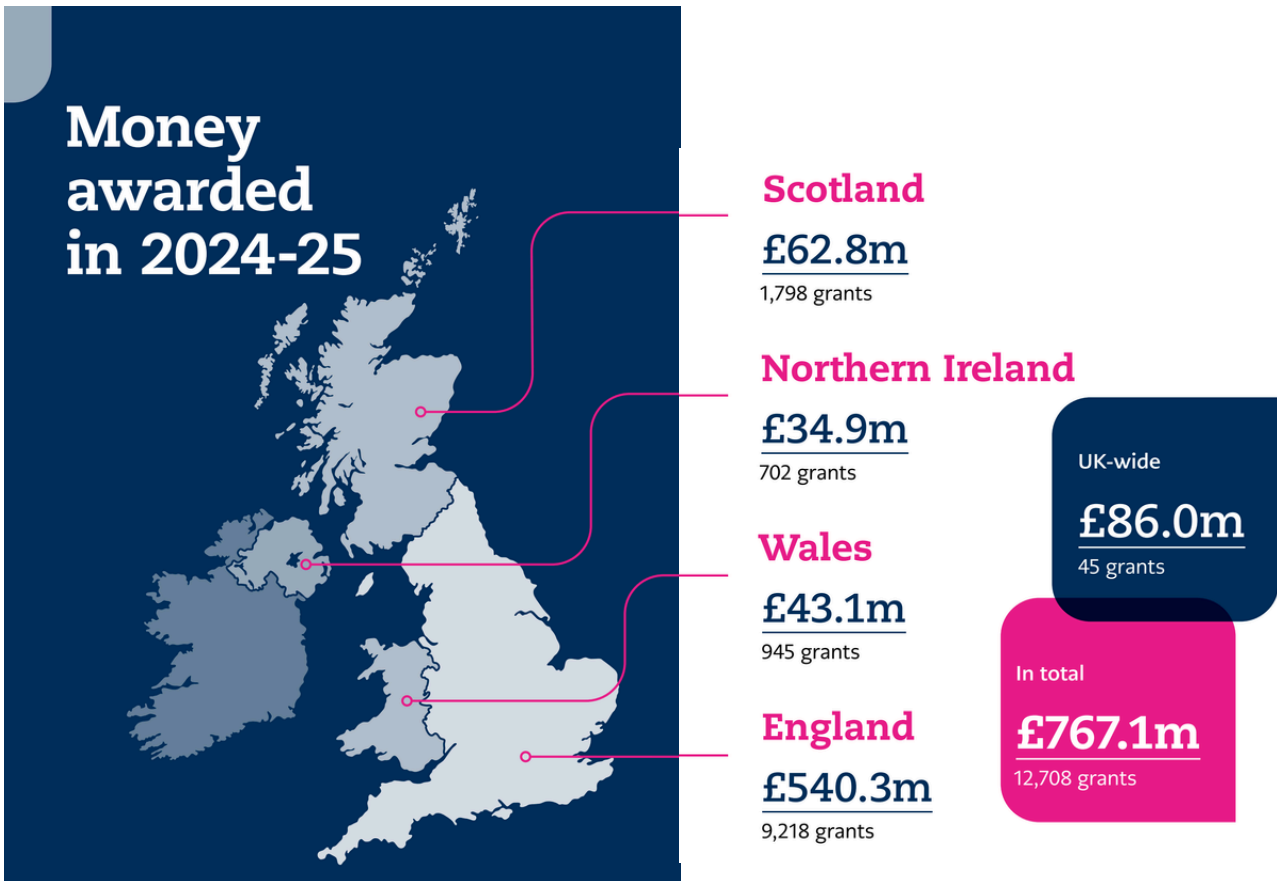 Money
awarded
in 2024-25
Scotland
£62.8m
1,798 grants
Northern Ireland
£34.9m
702 grants
Wales
£43.1m
945 grants
England
£540.3m
9,218 grants
UK-wide
£86.0m
45 grants
In total
£767.1m
12,708 grants